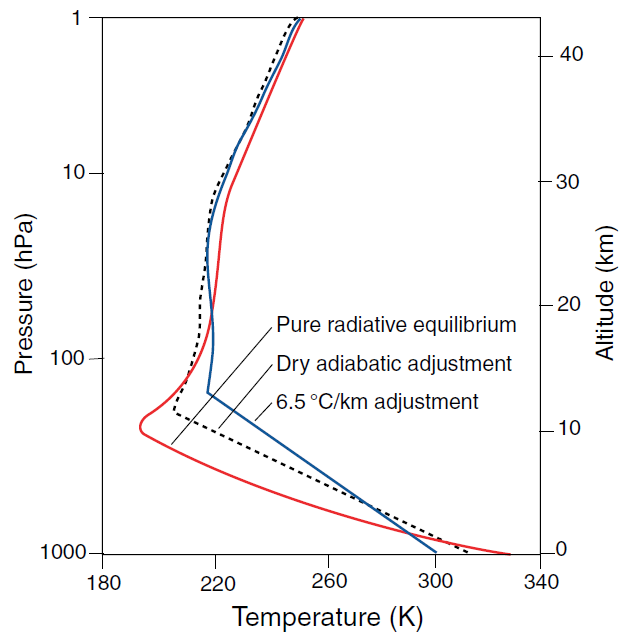 1
10
100
1000
Pressure (hPa)
40
30
20
10
0
Altitude (km)
Pure radiative equilibrium
Dry adiabatic adjustment
6.5 °C/km adjustment
180
220
260
300
340
Temperature (K)